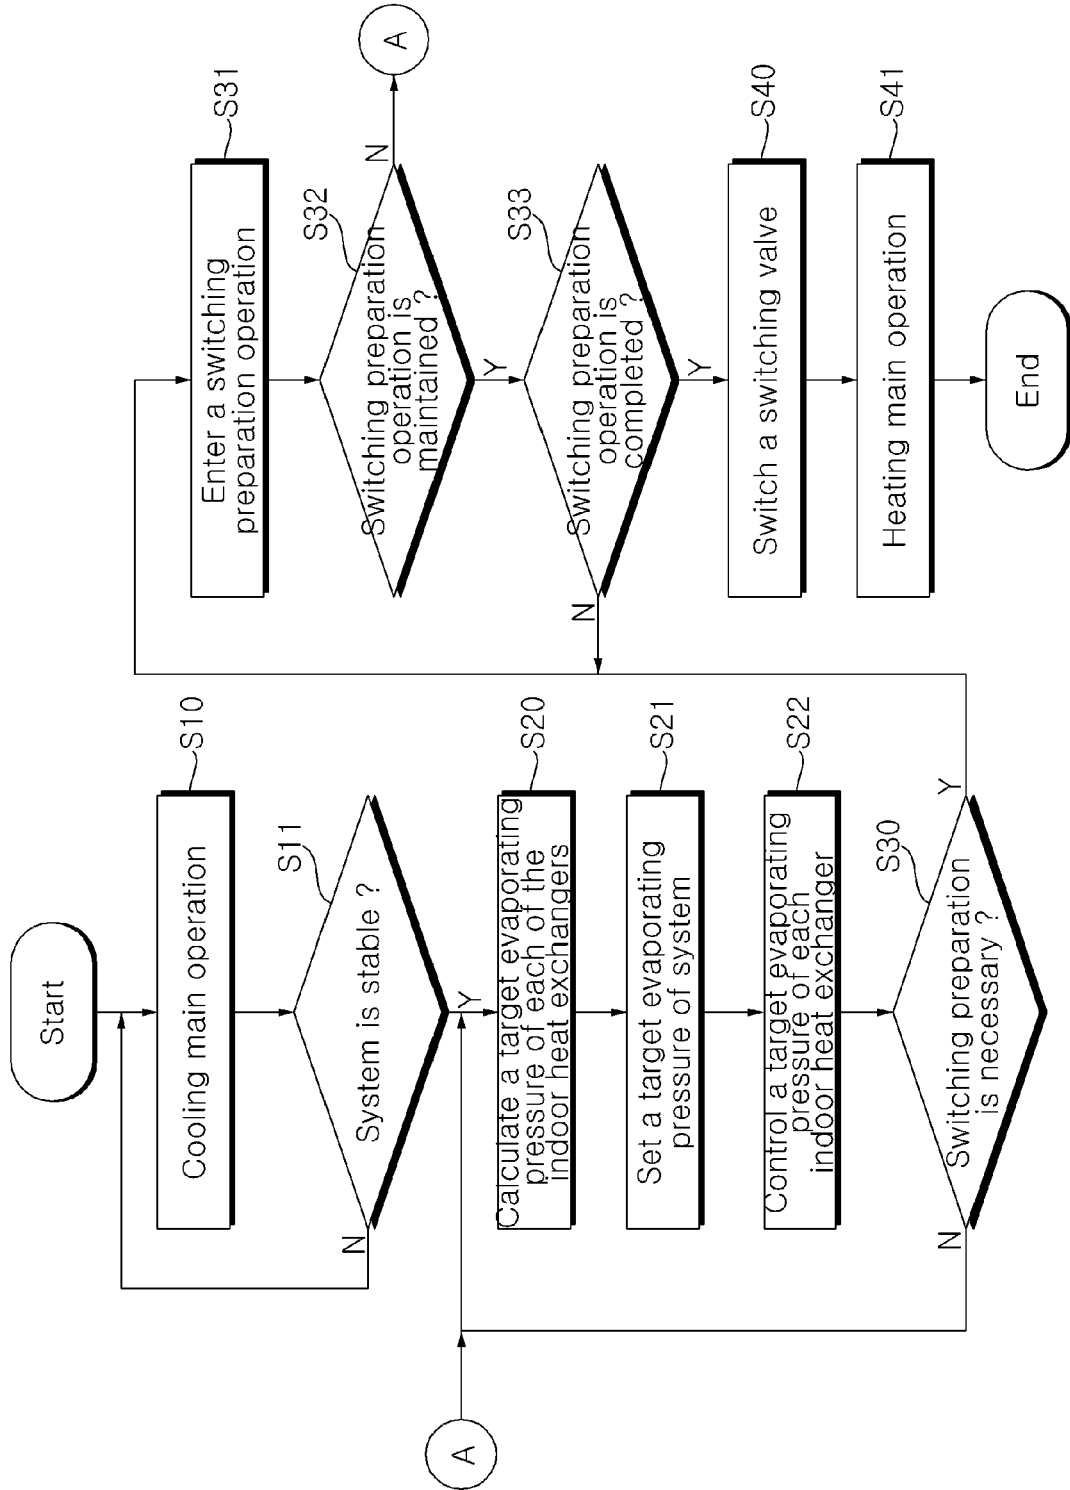 Start
Cooling main operation
S10
System is stable ?
S11
N
Y
A
Calculate a target evaporating
pressure of each of the
indoor heat exchangers
S20
Set a target evaporating
pressure of system
S21
Control a target evaporating
pressure of each
indoor heat exchanger
S22
Switching preparation
is necessary ?
S30
N
Y
Enter a switching
preparation operation
S31
Switching preparation
operation is
maintained ?
S32
N
A
Y
Switching preparation
operation is
completed ?
S33
N
Y
Switch a switching valve
S40
Heating main operation
S41
End